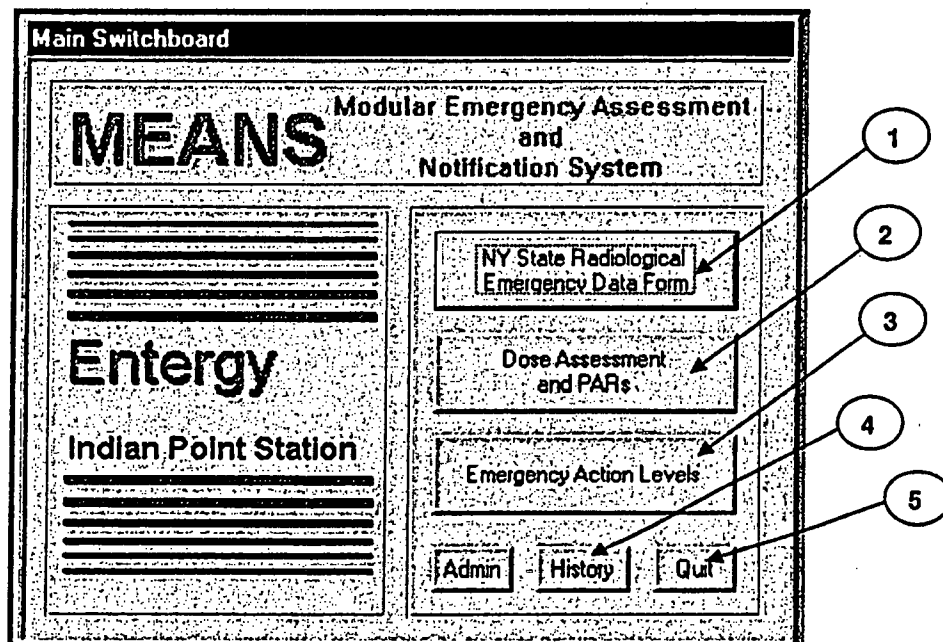 Main Switchboard
MEANS
Modular Emergency Assessment
and
Notification System
Entergy
Indian Point Station
NY State Radiological
Emergency Data Form
Dose Assessment
and PARs
Emergency Action Levels
Admin
History
Quit
1
2
3
4
5